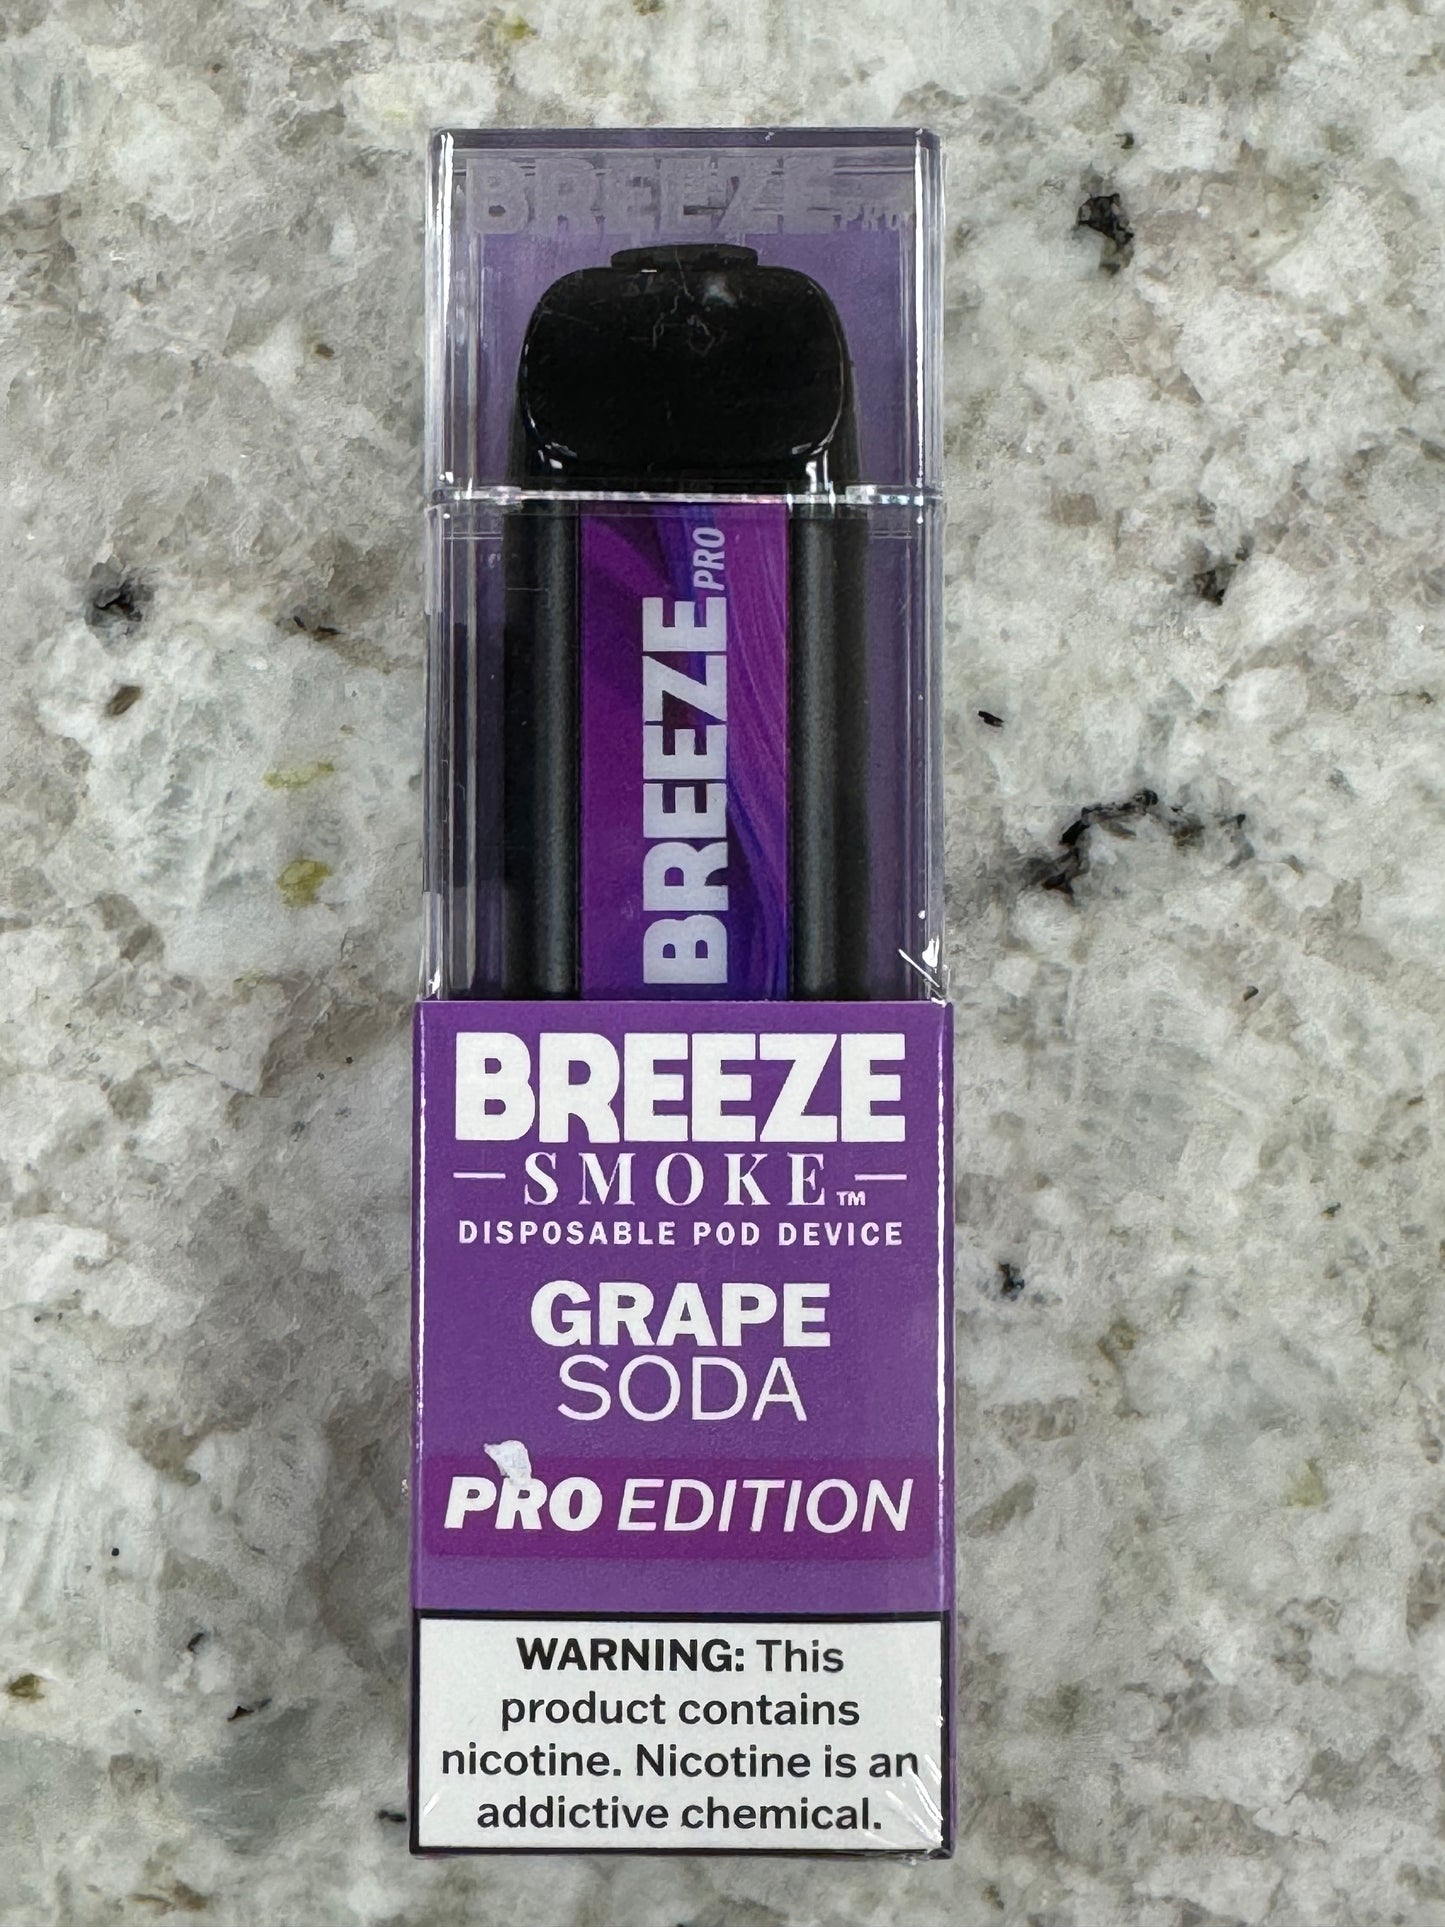 BREEZE PRO
BREEZE PRO
BREEZE
SMOKE™
DISPOSABLE POD DEVICE
GRAPE
SODA
PRO EDITION
WARNING: This
product contains
nicotine. Nicotine is an
addictive chemical.